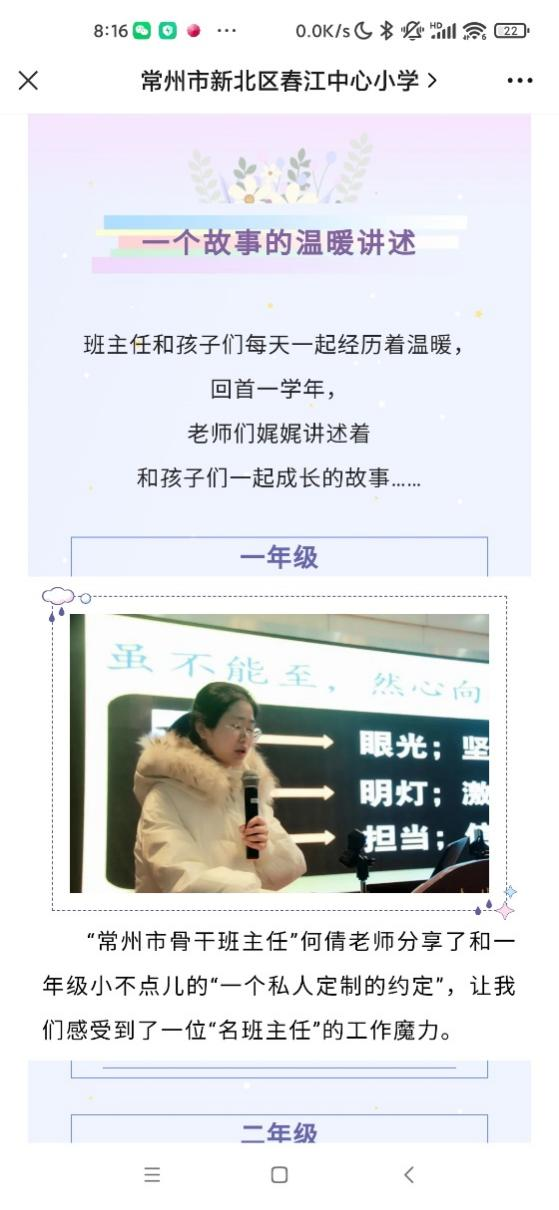 8:16
0.0K/s
HD
6
22
常州市新北区春江中心小学
一个故事的温暖讲述
班主任和孩子们每天一起经历着温暖，
回首一学年，
老师们娓娓讲述着
和孩子们一起成长的故事……
一年级
虽不能至，然心向
眼光；坚
明灯；激
担当；
“常州市骨干班主任”何倩老师分享了和一
年级小不点儿的“一个私人定制的约定”，让我
们感受到了一位“名班主任”的工作魔力。
二年级